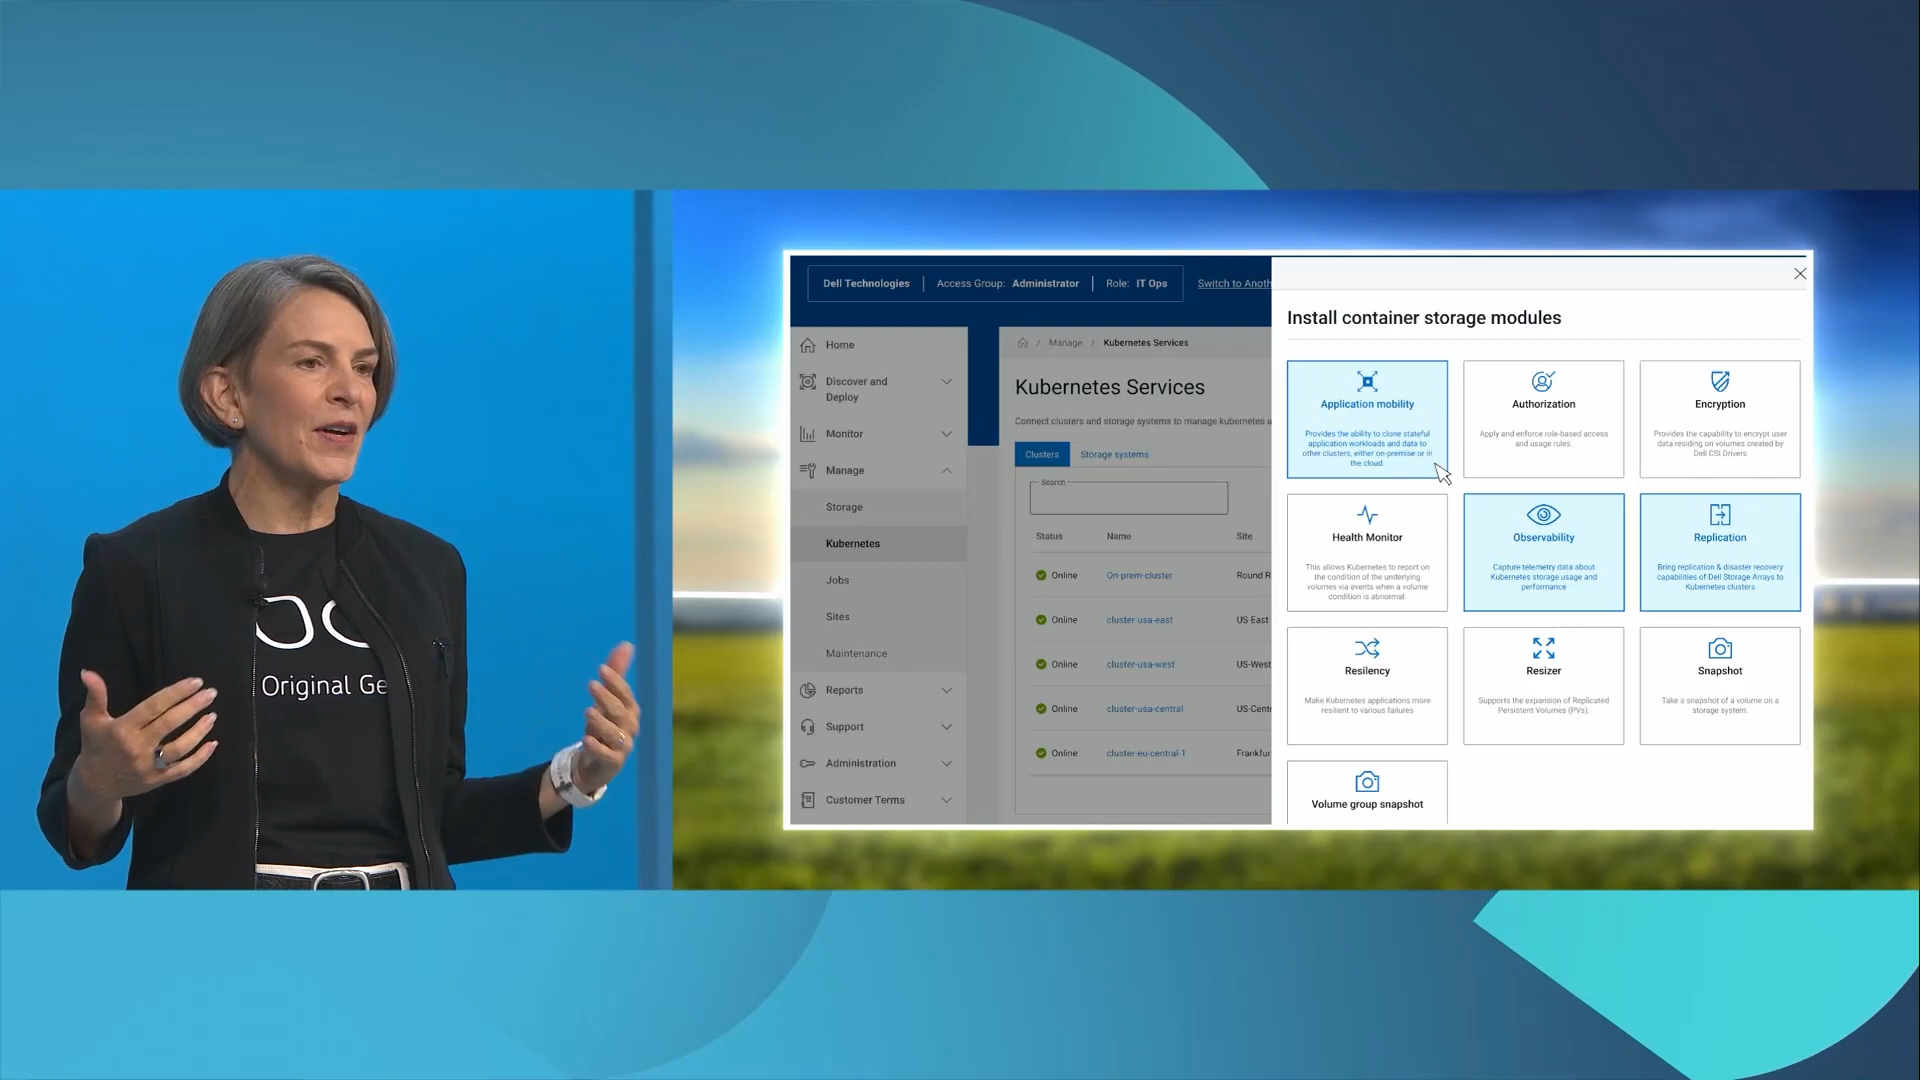 Original Ge
Dell Technologies
Access Group: Administrator
Role: IT Ops
Switch to Anoth
Home
Discover and
Deploy
Monitor
Manage
Storage
Kubernetes
Jobs
Sites
Maintenance
Reports
Support
Administration
Customer Terms
/ Manage / Kubernetes Services
Kubernetes Services
Connect clusters and storage systems to manage kubernetes a
Clusters
Storage systems
Search
Status Name Site
Online On-prem-cluster Round R
Online cluster-usa-east US-East
Online cluster-usa-west US-West
Online cluster-usa-central US-Cent
Online cluster-eu-central-1 Frankfur
Install container storage modules
Application mobility
Provides the ability to clone stateful
application workloads and data to
other clusters, either on-premise or in
the cloud.
Authorization
Apply and enforce role-based access
and usage rules.
Encryption
Provides the capability to encrypt user
data residing on volumes created by
Dell CSI Drivers
Health Monitor
This allows Kubernetes to report on
the condition of the underlying
volumes via events when a volume
condition is abnormal.
Observability
Capture telemetry data about
Kubernetes storage usage and
performance
Replication
Bring replication & disaster recovery
capabilities of Dell Storage Arrays to
Kubernetes clusters
Resilency
Make Kubernetes applications more
resilient to various failures
Resizer
Supports the expansion of Replicated
Persistent Volumes (PVs).
Snapshot
Take a snapshot of a volume on a
storage system.
Volume group snapshot